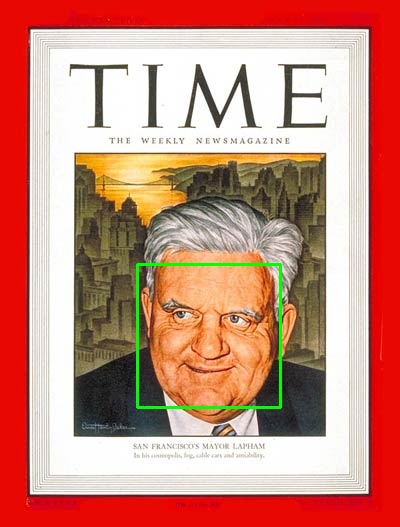 TIME
THE WEEKLY NEWSMAGAZINE
SAN FRANCISCO'S MAYOR LAPHAM
In his cosmopolis, fog, cable cars and amiability.